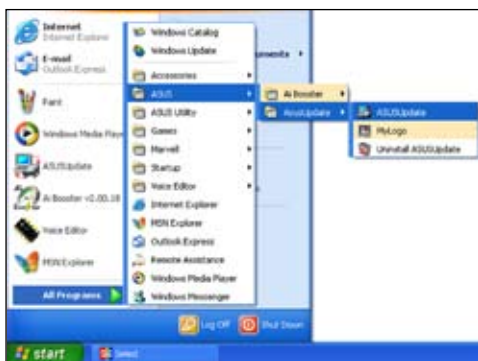 Internet
Internet Explorer
E-mail
Outlook Express
Paint
Windows Media Player
ASUSUpdate
Ai Booster v2.00.18
Voice Editor
MSN Explorer
All Programs
Windows Catalog
Windows Update
Accessories
ASUS
ASUS Utility
Games
Marvell
Startup
Voice Editor
Internet Explorer
MSN Explorer
Outlook Express
Remote Assistance
Windows Media Player
Windows Messenger
uments
Ai Booster
AsusUpdate
ASUSUpdate
MyLogo
Uninstall ASUSUpdate
Log Off
Shut Down
start